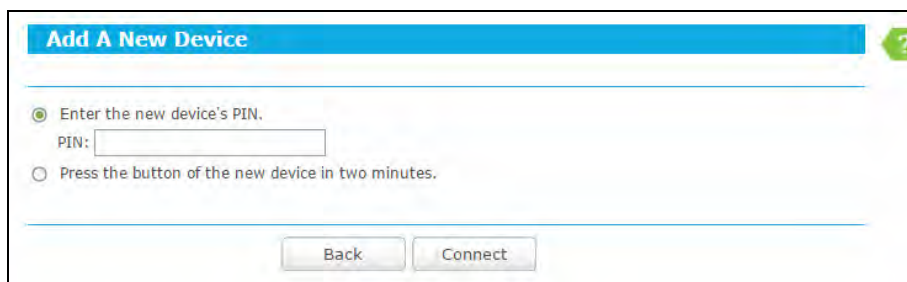 Add A New Device
?
Enter the new device's PIN.
PIN:
Press the button of the new device in two minutes.
Back Connect